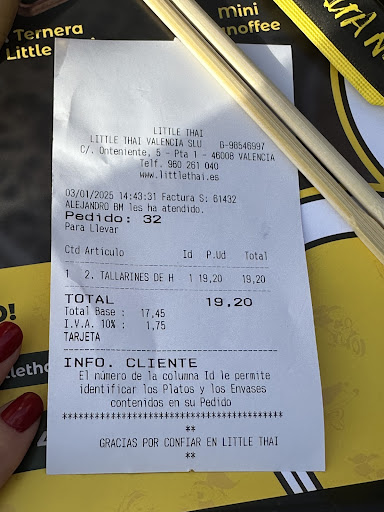 Ternera
Little
Mini
noffee
LITTLE THAI
LITTLE THAI VALENCIA SLU G-98546997
C/. Onteniente, 5 - Pta 1 - 46008 VALENCIA
Telf. 960 261 040
www.littlethai.es
03/01/2025 14:43:31 Factura S: 61432
ALEJANDRO BM les ha atendido.
Pedido: 32
Para Llevar
Ctd Artículo Id P.Ud Total
1 2. TALLARINES DE H 1 19,20 19,20
TOTAL 19,20
Total Base : 17,45
I.V.A. 10% : 1,75
TARJETA
INFO. CLIENTE
El número de la columna Id le permite
identificar los Platos y los Envases
contenidos en su Pedido
**************************************
**
GRACIAS POR CONFIAR EN LITTLE THAI
**
O!
letha